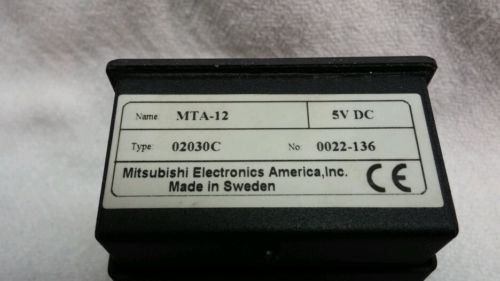 Name MTA-12 5V DC
Type: 02030C No: 0022-136
Mitsubishi Electronics America,Inc.
Made in Sweden
CE